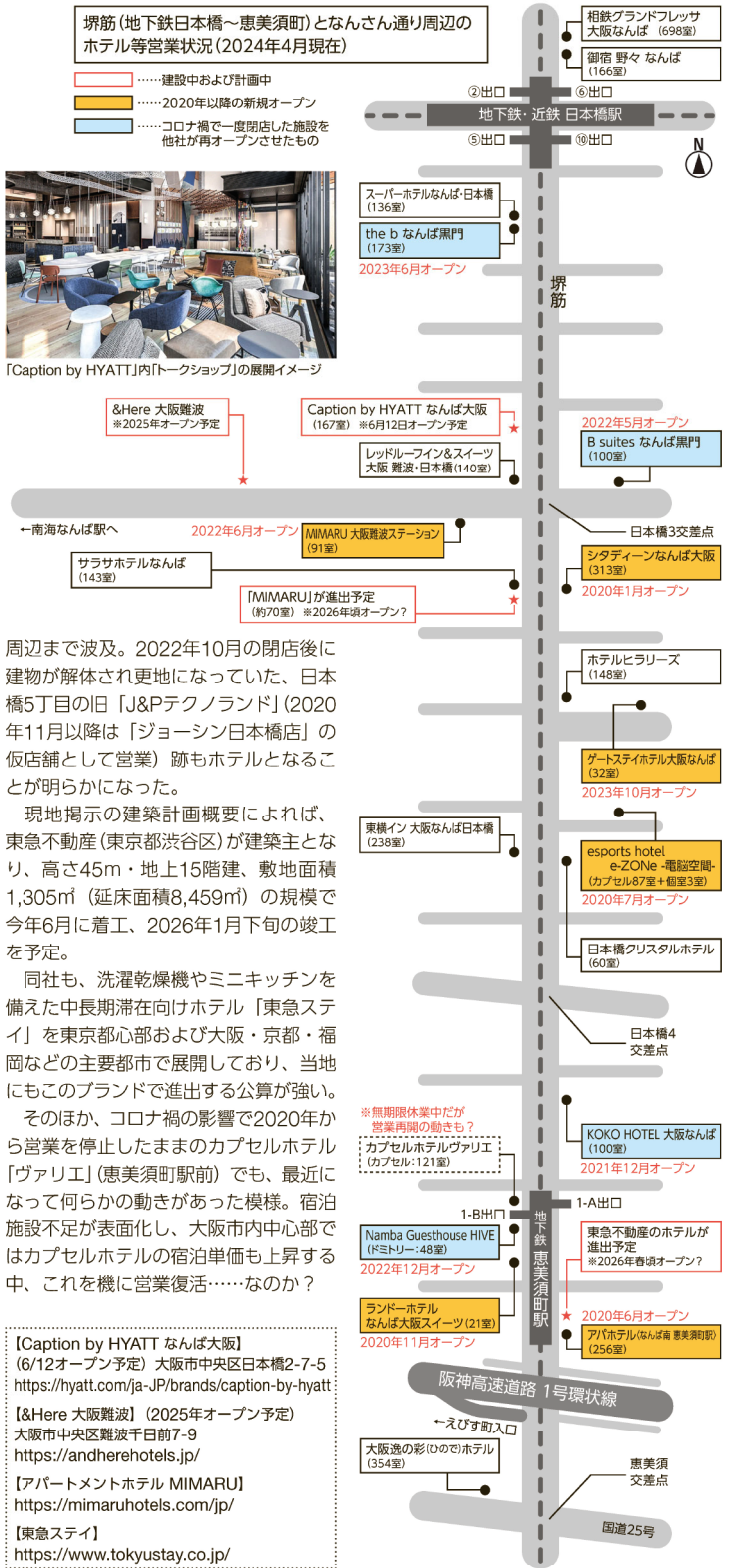 堺筋(地下鉄日本橋～恵美須町)となんさん通り周辺の
ホテル等営業状況(2024年4月現在)
……建設中および計画中
……2020年以降の新規オープン
……コロナ禍で一度閉店した施設を
他社が再オープンさせたもの
相鉄グランドフレッサ
大阪なんば (698室)
御宿 野々 なんば
(166室)
②出口
⑥出口
地下鉄・近鉄 日本橋駅
⑤出口
⑩出口
N
スーパーホテルなんば・日本橋
(136室)
the b なんば黒門
(173室)
2023年6月オープン
堺筋
「Caption by HYATT」内「トークショップ」の展開イメージ
&Here 大阪難波
※2025年オープン予定
Caption by HYATT なんば大阪
(167室) ※6月12日オープン予定
レッドルーフイン&スイーツ
大阪 難波・日本橋(140室)
2022年5月オープン
B suites なんば黒門
(100室)
←南海なんば駅へ
2022年6月オープン
MIMARU 大阪難波ステーション
(91室)
日本橋3交差点
サラサホテルなんば
(143室)
シタディーンなんば大阪
(313室)
2020年1月オープン
「MIMARU」が進出予定
(約70室) ※2026年頃オープン?
ホテルヒラリーズ
(148室)
ゲートステイホテル大阪なんば
(32室)
2023年10月オープン
東横イン 大阪なんば日本橋
(238室)
esports hotel
e-ZONe -電脳空間-
(カプセル87室+個室3室)
2020年7月オープン
日本橋クリスタルホテル
(60室)
日本橋4
交差点
※無期限休業中だが
営業再開の動きも?
カプセルホテルヴァリエ
(カプセル:121室)
KOKO HOTEL 大阪なんば
(100室)
2021年12月オープン
1-B出口
1-A出口
地下鉄 恵美須町駅
Namba Guesthouse HIVE
(ドミトリー:48室)
2022年12月オープン
東急不動産のホテルが
進出予定
※2026年春頃オープン?
ランドーホテル
なんば大阪スイーツ(21室)
2020年11月オープン
2020年6月オープン
アパホテル〈なんば南 恵美須町駅〉
(256室)
阪神高速道路 1号環状線
←えびす町入口
大阪逸の彩(ひので)ホテル
(354室)
恵美須
交差点
国道25号
周辺まで波及。2022年10月の閉店後に
建物が解体され更地になっていた、日本
橋5丁目の旧「J&Pテクノランド」(2020
年11月以降は「ジョーシン日本橋店」の
仮店舗として営業)跡もホテルとなるこ
とが明らかになった。
現地掲示の建築計画概要によれば、
東急不動産(東京都渋谷区)が建築主とな
り、高さ45m・地上15階建、敷地面積
1,305㎡(延床面積8,459㎡)の規模で
今年6月に着工、2026年1月下旬の竣工
を予定。
同社も、洗濯乾燥機やミニキッチンを
備えた中長期滞在向けホテル「東急ステ
イ」を東京都心部および大阪・京都・福
岡などの主要都市で展開しており、当地
にもこのブランドで進出する公算が強い。
そのほか、コロナ禍の影響で2020年か
ら営業を停止したままのカプセルホテル
「ヴァリエ」(恵美須町駅前)でも、最近に
なって何らかの動きがあった模様。宿泊
施設不足が表面化し、大阪市内中心部で
はカプセルホテルの宿泊単価も上昇する
中、これを機に営業復活……なのか?
【Caption by HYATT なんば大阪】
(6/12オープン予定) 大阪市中央区日本橋2-7-5
https://hyatt.com/ja-JP/brands/caption-by-hyatt
【&Here 大阪難波】(2025年オープン予定)
大阪市中央区難波千日前7-9
https://andherehotels.jp/
【アパートメントホテル MIMARU】
https://mimaruhotels.com/jp/
【東急ステイ】
https://www.tokyustay.co.jp/